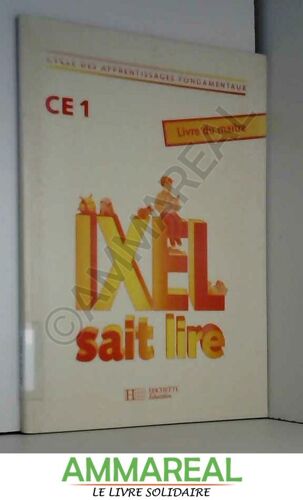 CYCLE DES APPRENTISSAGES FONDAMENTAUX
CE 1
Livre du maître
IXEL
sait lire
H HACHETTE
Éducation
©AMMAREAL
AMMAREAL
LE LIVRE SOLIDAIRE